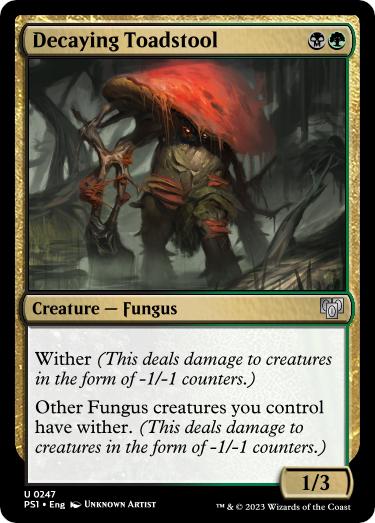 Decaying Toadstool
Creature — Fungus
Wither (This deals damage to creatures
in the form of -1/-1 counters.)
Other Fungus creatures you control
have wither. (This deals damage to
creatures in the form of -1/-1 counters.)
1/3
U 0247
PS1 • Eng Unknown Artist
™ & © 2023 Wizards of the Coast